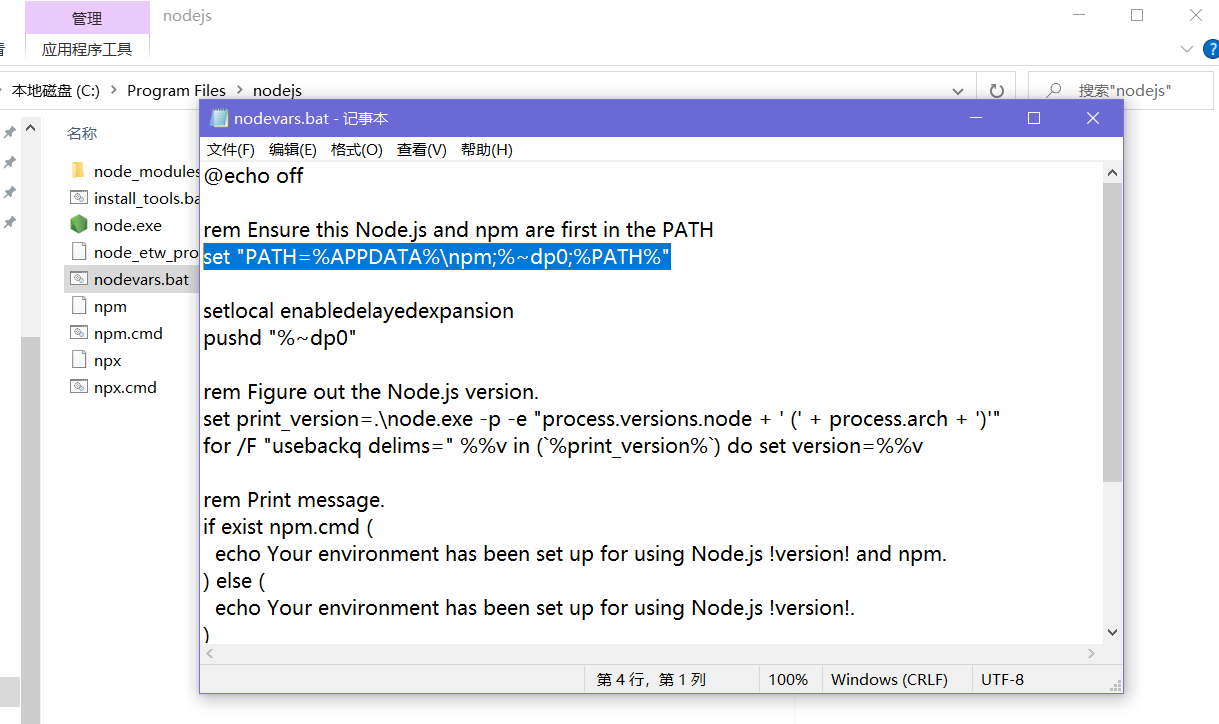 管理
nodejs
应用程序工具
本地磁盘 (C:) > Program Files > nodejs
搜索"nodejs"
名称
node_modules
install_tools.ba
node.exe
node_etw_pro
nodevars.bat
npm
npm.cmd
npx
npx.cmd
nodevars.bat - 记事本
文件(F) 编辑(E) 格式(O) 查看(V) 帮助(H)
@echo off
rem Ensure this Node.js and npm are first in the PATH
set "PATH=%APPDATA%\npm;%~dp0;%PATH%"
setlocal enabledelayedexpansion
pushd "%~dp0"
rem Figure out the Node.js version.
set print_version=.\node.exe -p -e "process.versions.node + ' (' + process.arch + ')'"
for /F "usebackq delims=" %%v in (`%print_version%`) do set version=%%v
rem Print message.
if exist npm.cmd (
echo Your environment has been set up for using Node.js !version! and npm.
) else (
echo Your environment has been set up for using Node.js !version!.
)
第 4 行，第 1 列
100%
Windows (CRLF)
UTF-8